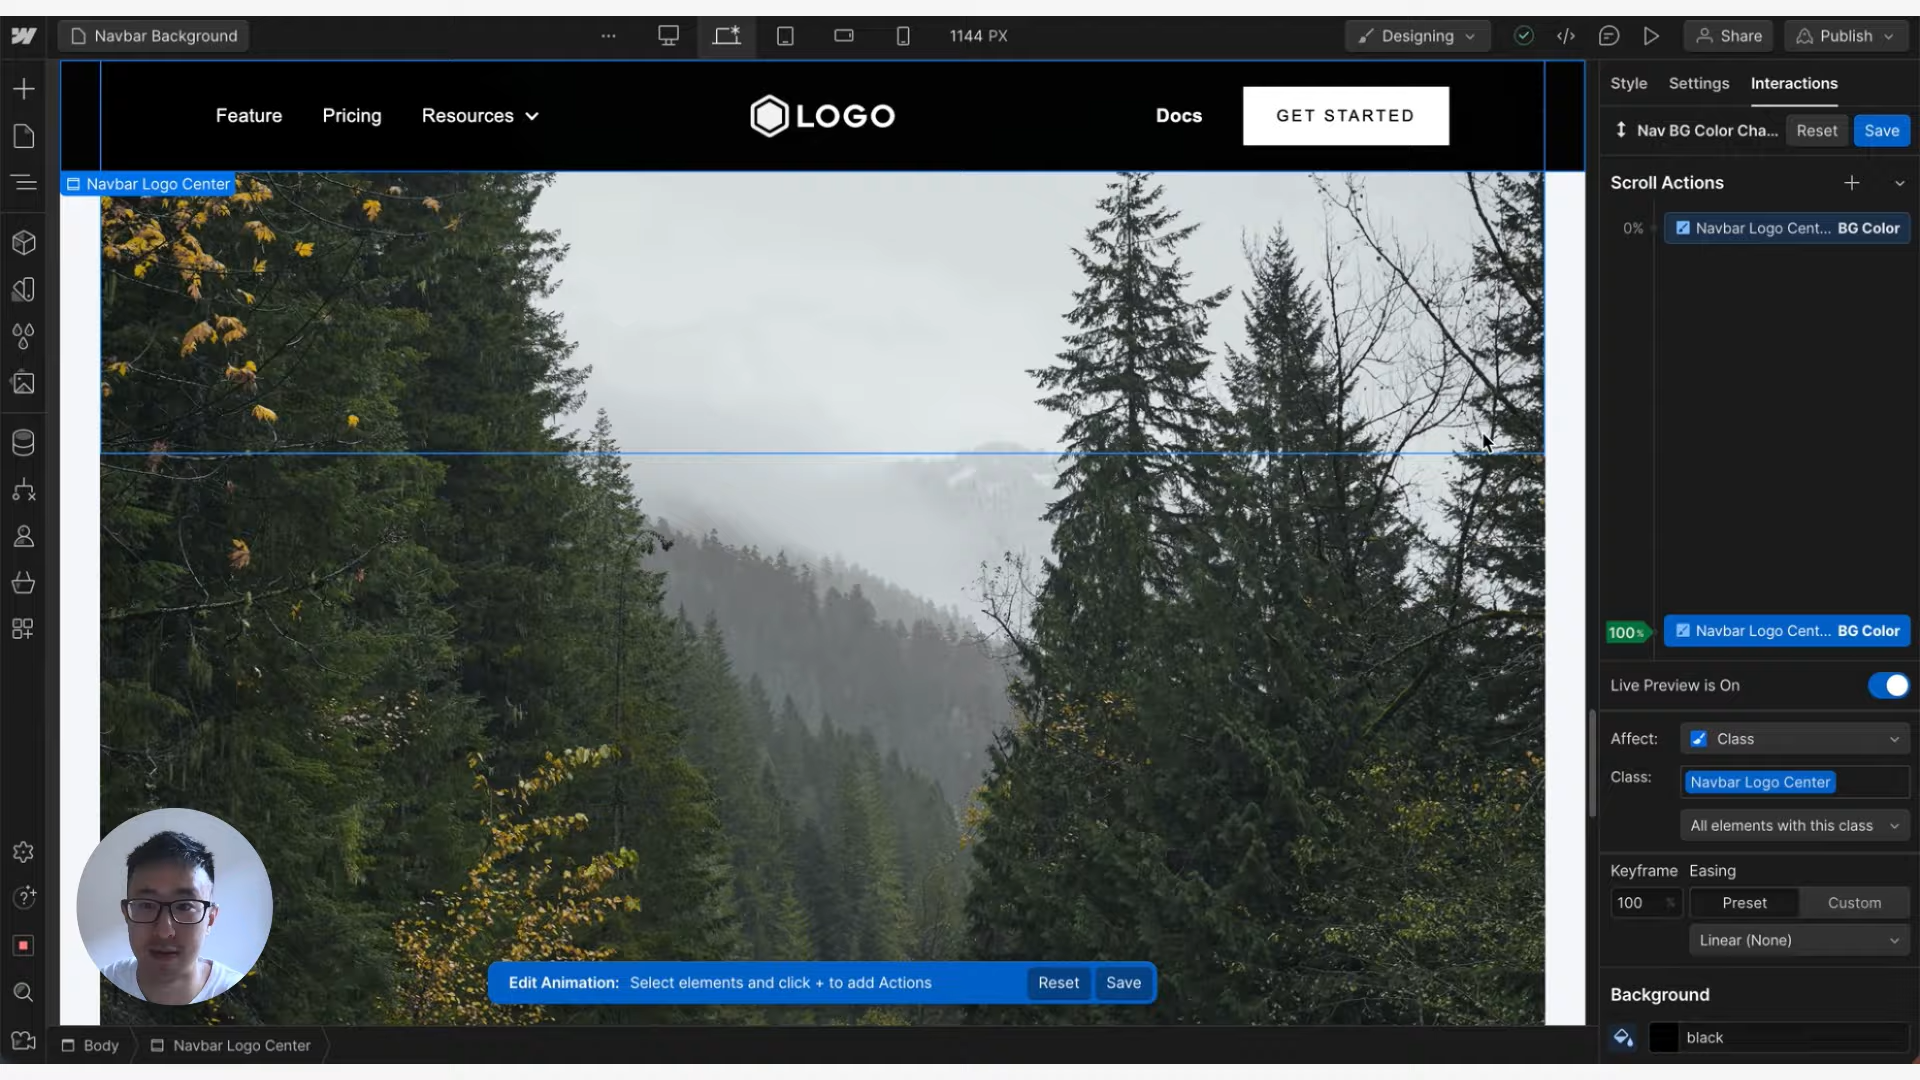 Navbar Background
1144 PX
Designing
Share
Publish
Feature
Pricing
Resources
LOGO
Docs
GET STARTED
Navbar Logo Center
Style
Settings
Interactions
Nav BG Color Cha...
Reset
Save
Scroll Actions
0%
Navbar Logo Cent...
BG Color
100%
Navbar Logo Cent...
BG Color
Live Preview is On
Affect:
Class
Class:
Navbar Logo Center
All elements with this class
Keyframe
Easing
100
%
Preset
Custom
Linear (None)
Background
black
Edit Animation: Select elements and click + to add Actions
Reset
Save
Body
Navbar Logo Center